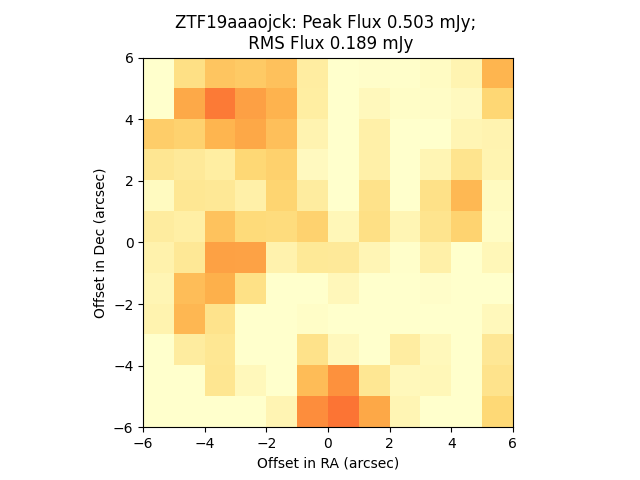 ZTF19aaaojck: Peak Flux 0.503 mJy;
RMS Flux 0.189 mJy
6
4
2
0
−2
−4
−6
Offset in Dec (arcsec)
−6 −4 −2 0 2 4 6
Offset in RA (arcsec)